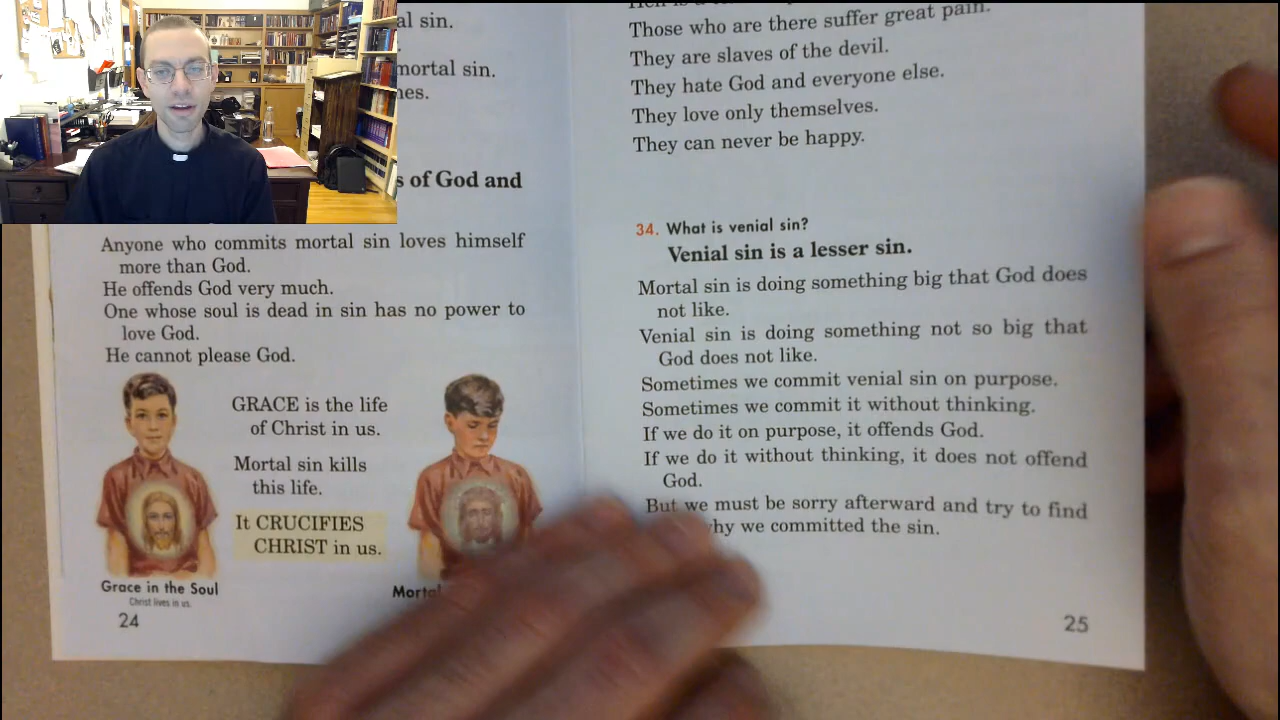 al sin.
mortal sin.
nes.
s of God and
Anyone who commits mortal sin loves himself
more than God.
He offends God very much.
One whose soul is dead in sin has no power to
love God.
He cannot please God.
GRACE is the life
of Christ in us.
Mortal sin kills
this life.
It CRUCIFIES
CHRIST in us.
Grace in the Soul
Christ lives in us.
Mortal
24
Those who are there suffer great pain.
They are slaves of the devil.
They hate God and everyone else.
They love only themselves.
They can never be happy.
34. What is venial sin?
Venial sin is a lesser sin.
Mortal sin is doing something big that God does
not like.
Venial sin is doing something not so big that
God does not like.
Sometimes we commit venial sin on purpose.
Sometimes we commit it without thinking.
If we do it on purpose, it offends God.
If we do it without thinking, it does not offend
God.
But we must be sorry afterward and try to find
why we committed the sin.
25